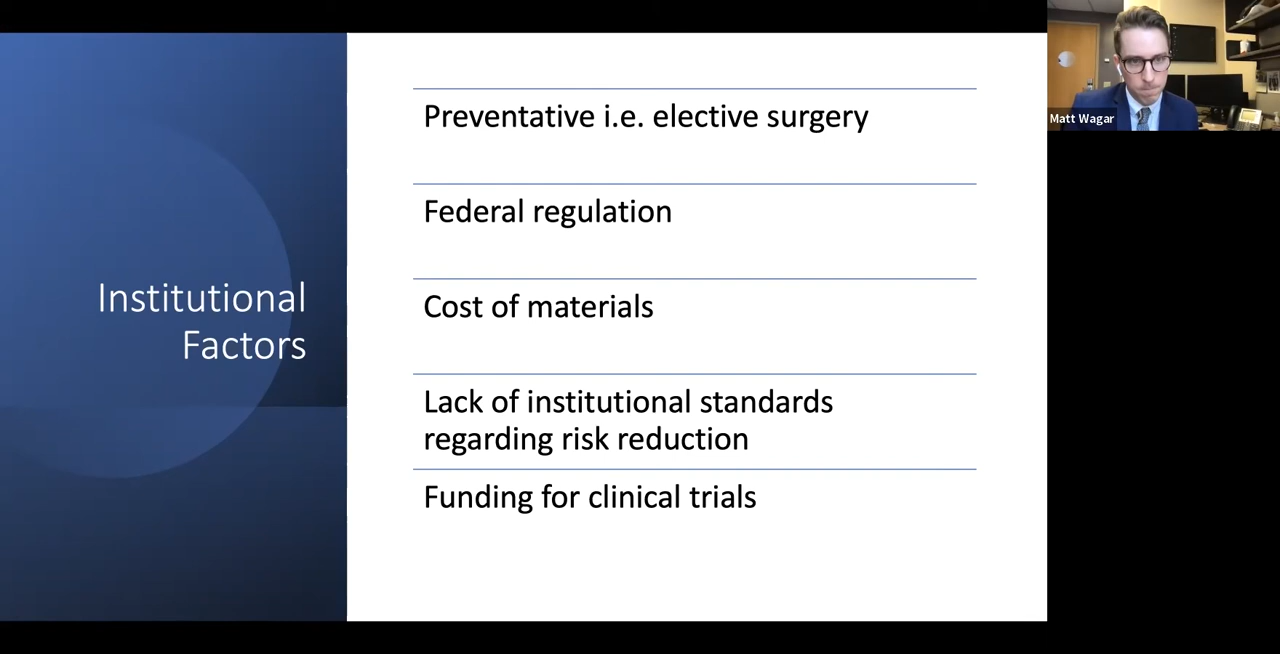 Institutional
Factors
Preventative i.e. elective surgery
Federal regulation
Cost of materials
Lack of institutional standards
regarding risk reduction
Funding for clinical trials
Matt Wagar